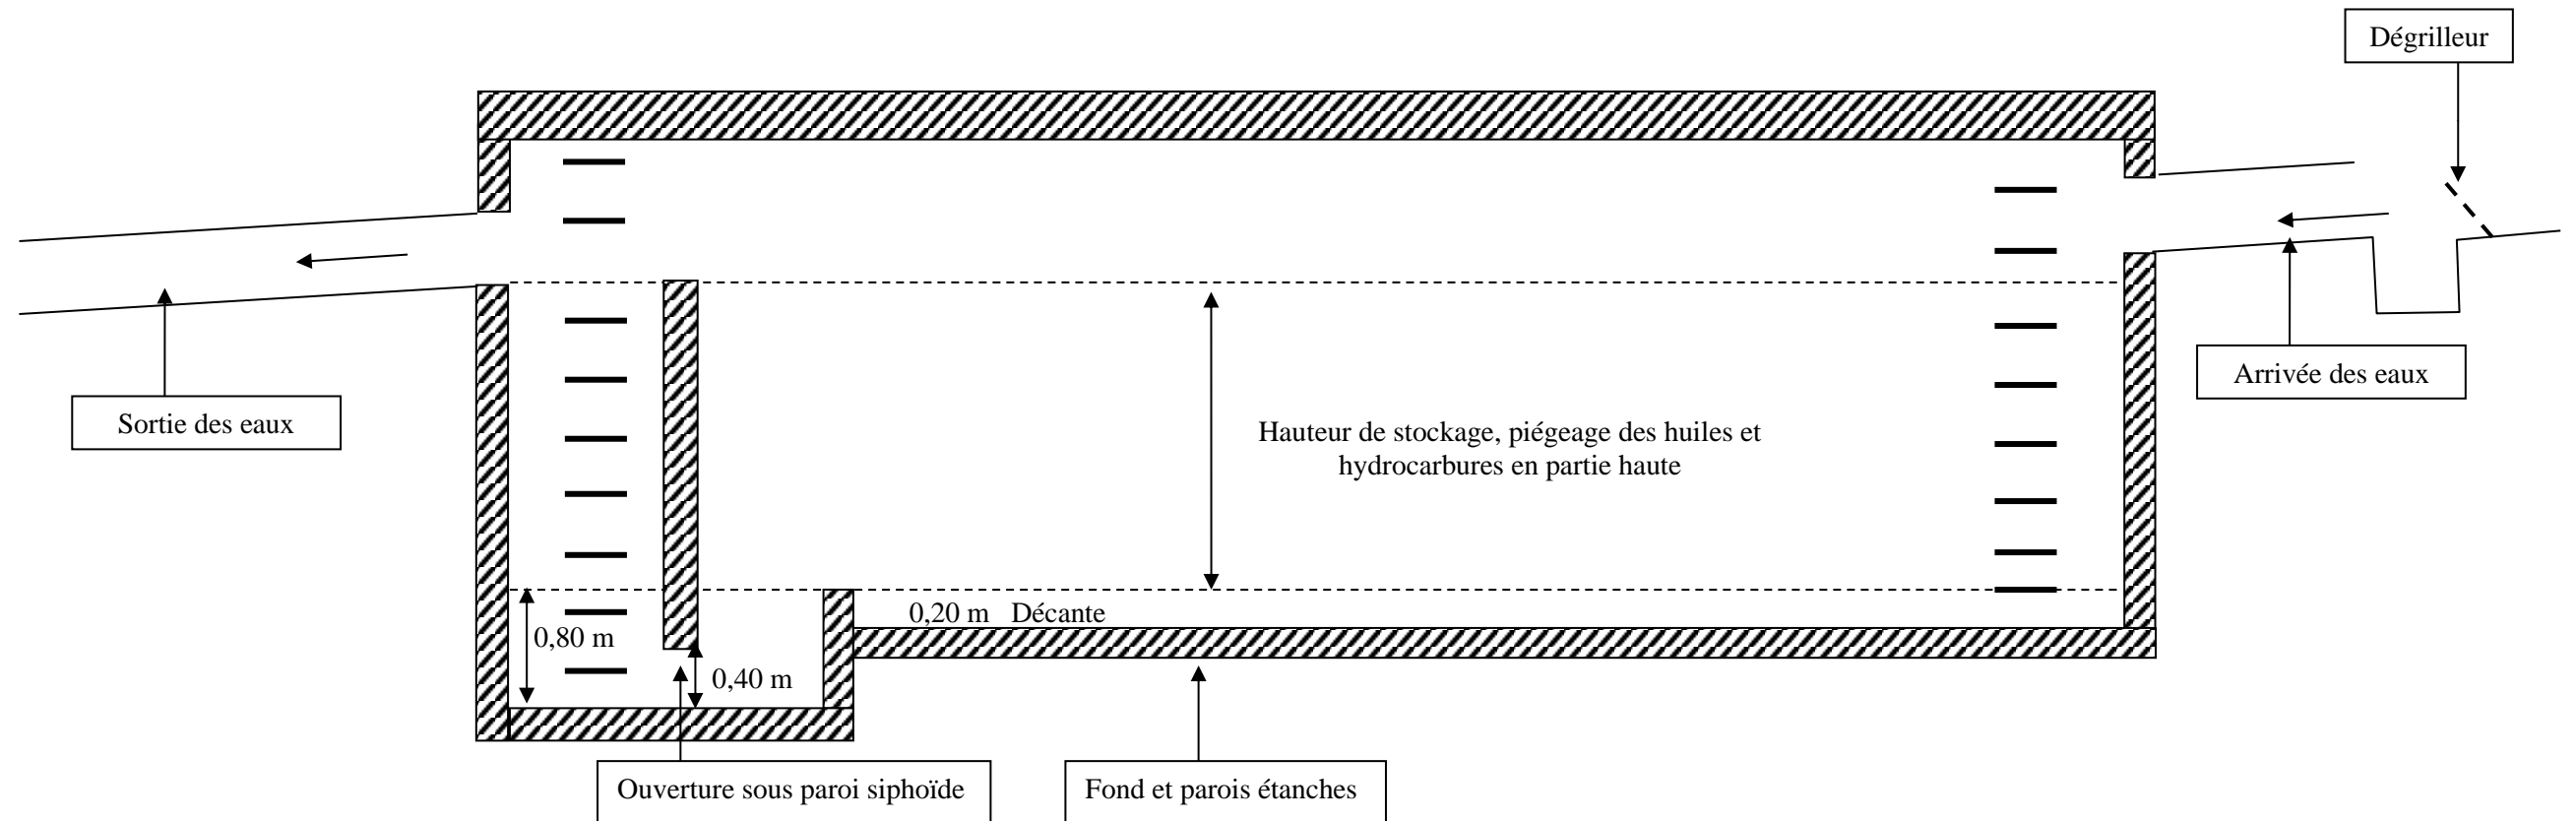 Dégrilleur
Arrivée des eaux
Sortie des eaux
Hauteur de stockage, piégeage des huiles et
hydrocarbures en partie haute
0,20 m Décante
0,80 m
0,40 m
Ouverture sous paroi siphoïde
Fond et parois étanches